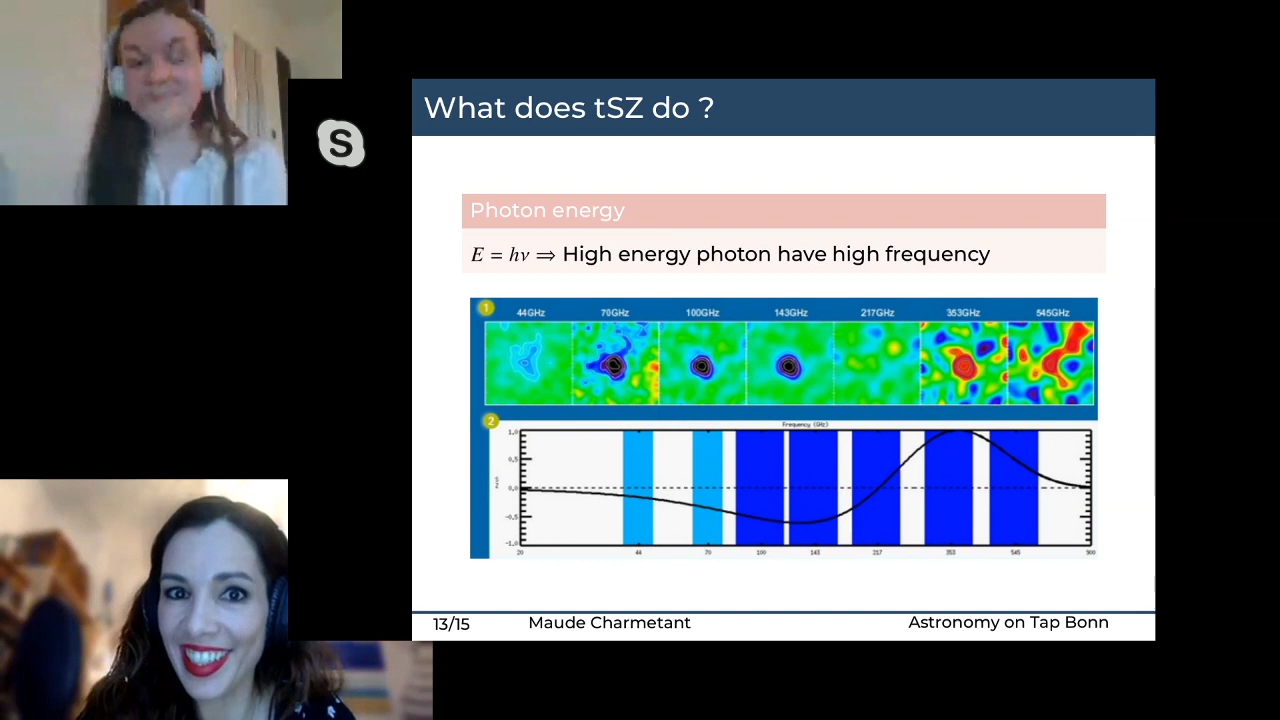 S
What does tSZ do ?
Photon energy
E = hν ⇒ High energy photon have high frequency
1
44GHz 70GHz 100GHz 143GHz 217GHz 353GHz 545GHz
2
Frequency (GHz)
1.0
0.5
0.0
-0.5
-1.0
20 44 70 100 143 217 353 545 900
13/15 Maude Charmetant Astronomy on Tap Bonn